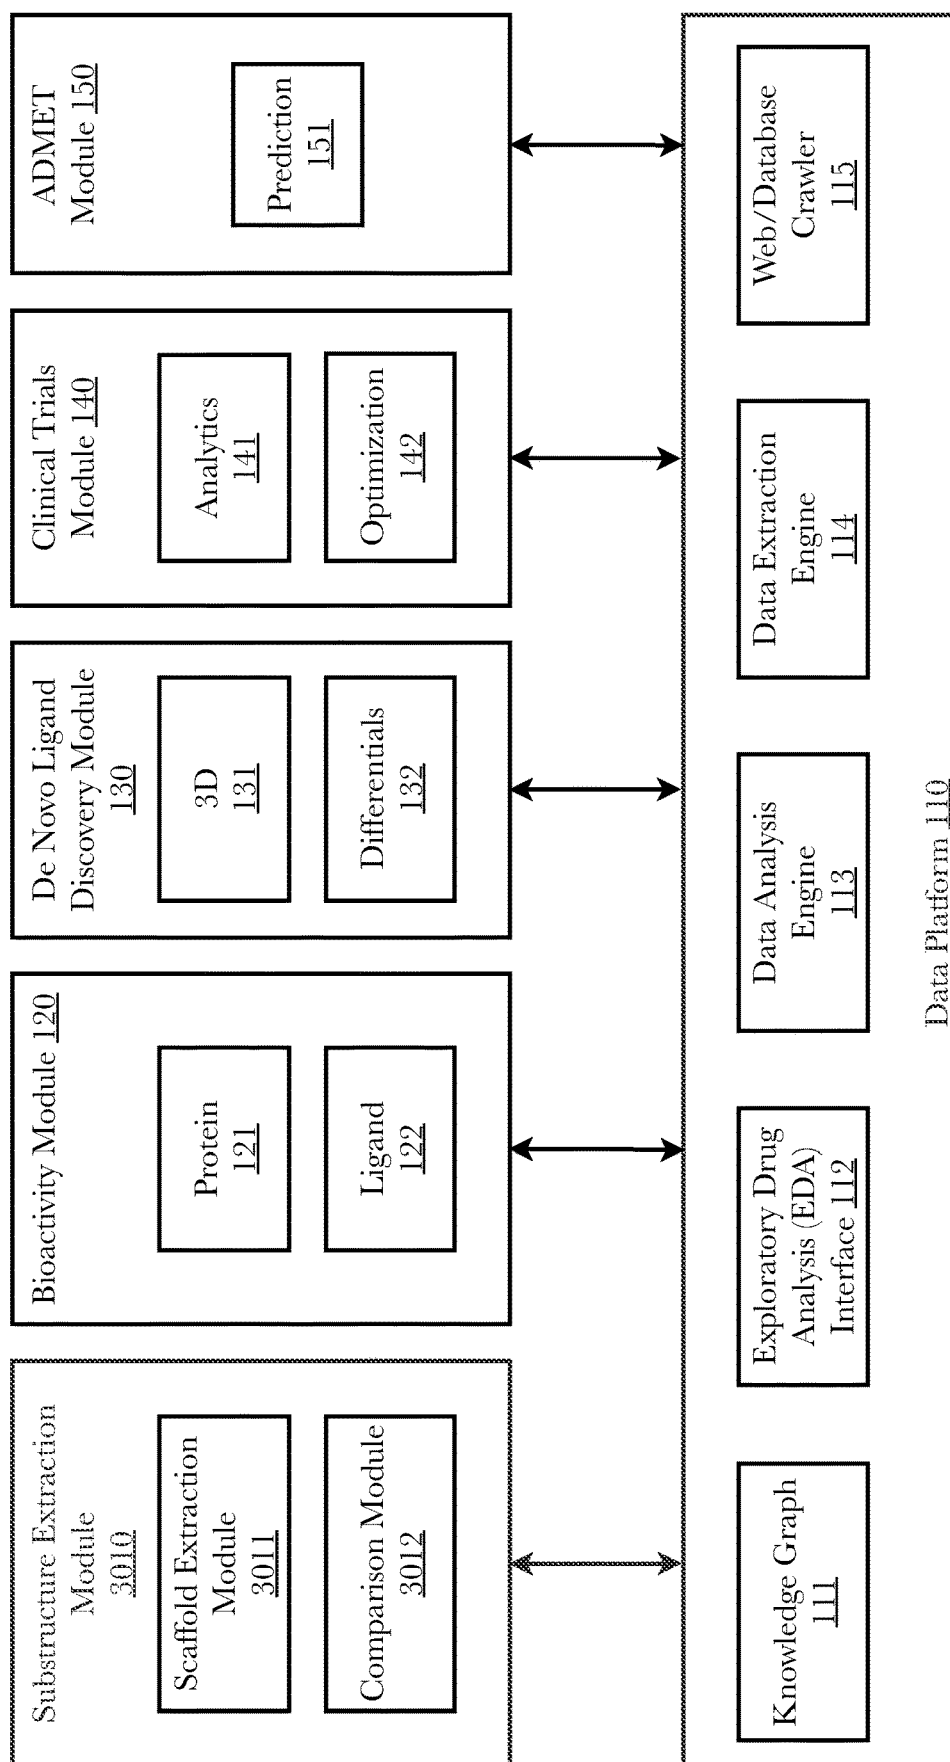 Substructure Extraction
Module
3010
Scaffold Extraction
Module
3011
Comparison Module
3012
Bioactivity Module 120
Protein
121
Ligand
122
De Novo Ligand
Discovery Module
130
3D
131
Differentials
132
Clinical Trials
Module 140
Analytics
141
Optimization
142
ADMET
Module 150
Prediction
151
Knowledge Graph
111
Exploratory Drug
Analysis (EDA)
Interface 112
Data Analysis
Engine
113
Data Extraction
Engine
114
Web/Database
Crawler
115
Data Platform 110